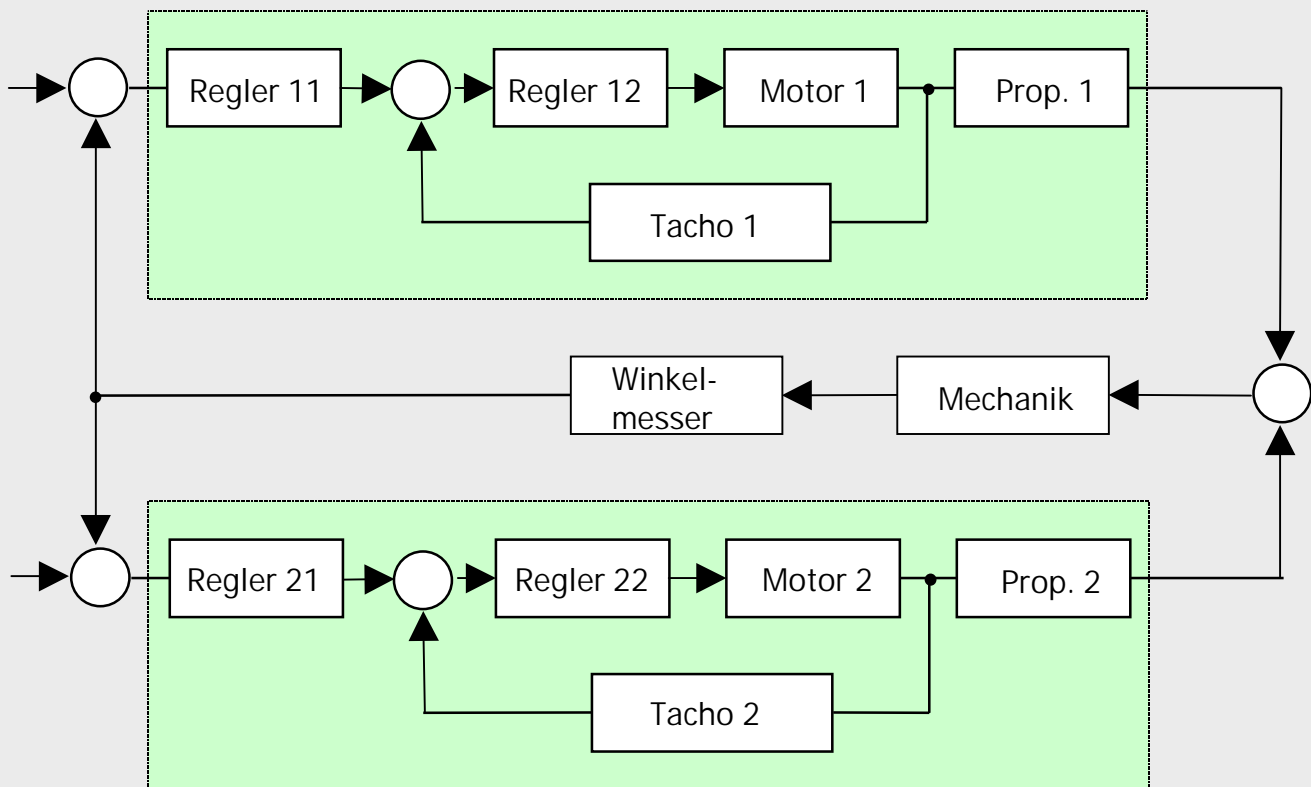 Regler 11
Regler 12
Motor 1
Prop. 1
Tacho 1
Winkel-
messer
Mechanik
Regler 21
Regler 22
Motor 2
Prop. 2
Tacho 2